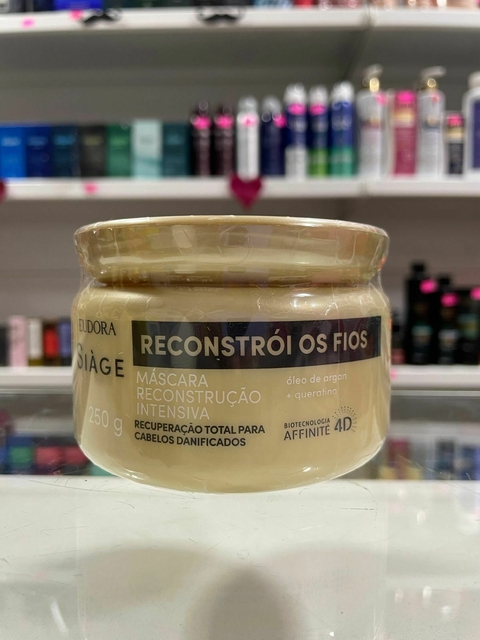 EUDORA
SIÀGE
250 g
RECONSTRÓI OS FIOS
MÁSCARA
RECONSTRUÇÃO
INTENSIVA
RECUPERAÇÃO TOTAL PARA
CABELOS DANIFICADOS
óleo de argan
+ queratina
BIOTECNOLOGIA
AFFINITÉ 4D